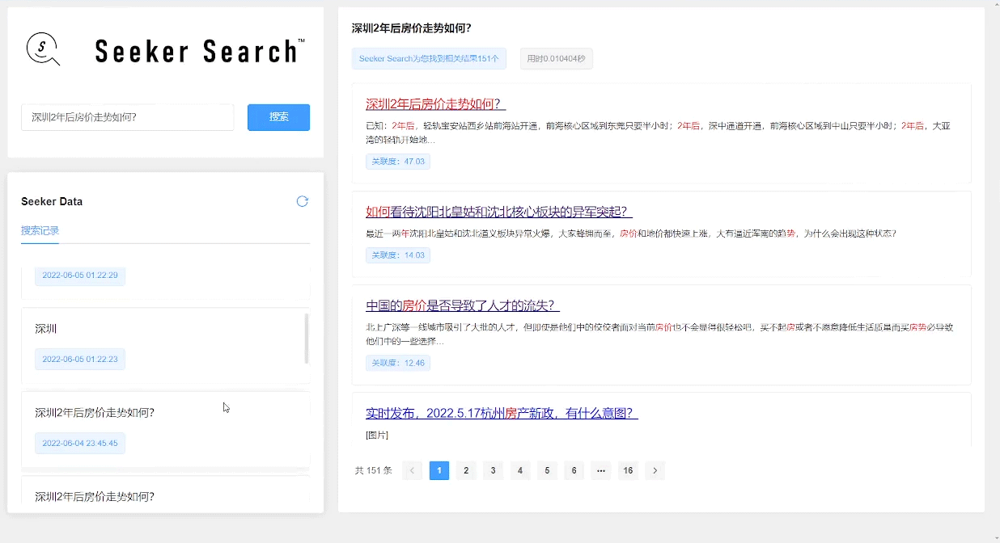 Seeker Search™
深圳2年后房价走势如何？
搜索
Seeker Data
搜索记录
2022-06-05 01:22:29
深圳
2022-06-05 01:22:23
深圳2年后房价走势如何？
2022-06-04 23:45:45
深圳2年后房价走势如何？
深圳2年后房价走势如何？
Seeker Search为您找到相关结果151个
用时0.010404秒
深圳2年后房价走势如何？
已知：2年后，轻轨宝安站西乡站前海站开通，前海核心区域到东莞只要半小时；2年后，深中通道开通，前海核心区域到中山只要半小时；2年后，大亚
湾的轻轨开始地...
关联度：47.03
如何看待沈阳北皇姑和沈北核心板块的异军突起？
最近一两年沈阳北皇姑和沈北道义板块异常火爆，大家蜂拥而至，房价和地价都快速上涨，大有逼近浑南的趋势，为什么会出现这种状态？
关联度：14.03
中国的房价是否导致了人才的流失？
北上广深等一线城市吸引了大批的人才，但即使是他们中的佼佼者面对当前房价也不会显得很轻松吧，买不起房或者不愿意降低生活质量而买房势必导致
他们中的一些选择...
关联度：12.46
实时发布，2022.5.17杭州房产新政，有什么意图？
[图片]
共 151 条
1
2
3
4
5
6
•••
16